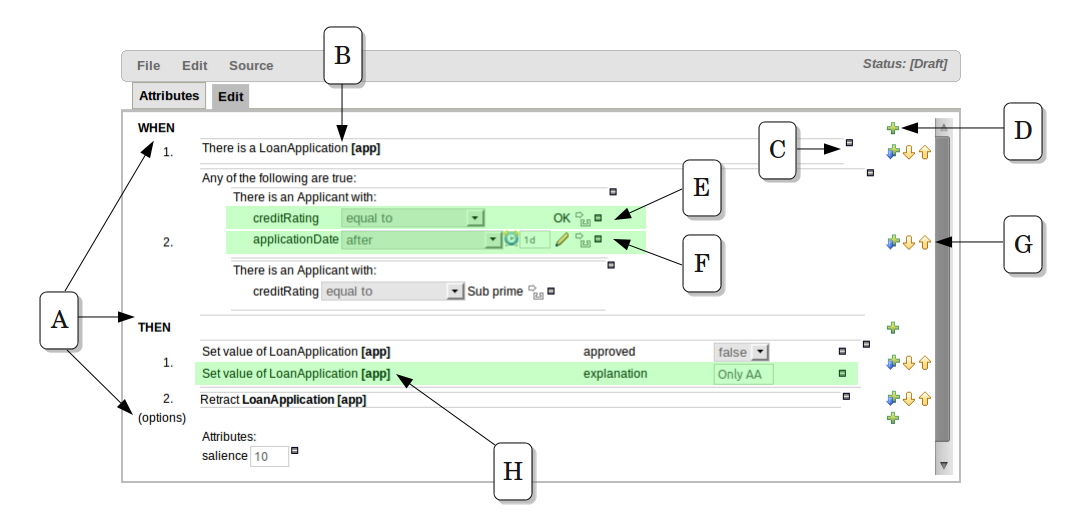 B
File Edit Source Status: [Draft]
Attributes Edit
WHEN
D
1. There is a LoanApplication [app]
C
Any of the following are true:
There is an Applicant with:
E
creditRating equal to OK
2. applicationDate after 1d
G
F
There is an Applicant with:
creditRating equal to Sub prime
A
THEN
Set value of LoanApplication [app] approved false
1.
Set value of LoanApplication [app] explanation Only AA
2. Retract LoanApplication [app]
(options)
Attributes:
salience 10
H